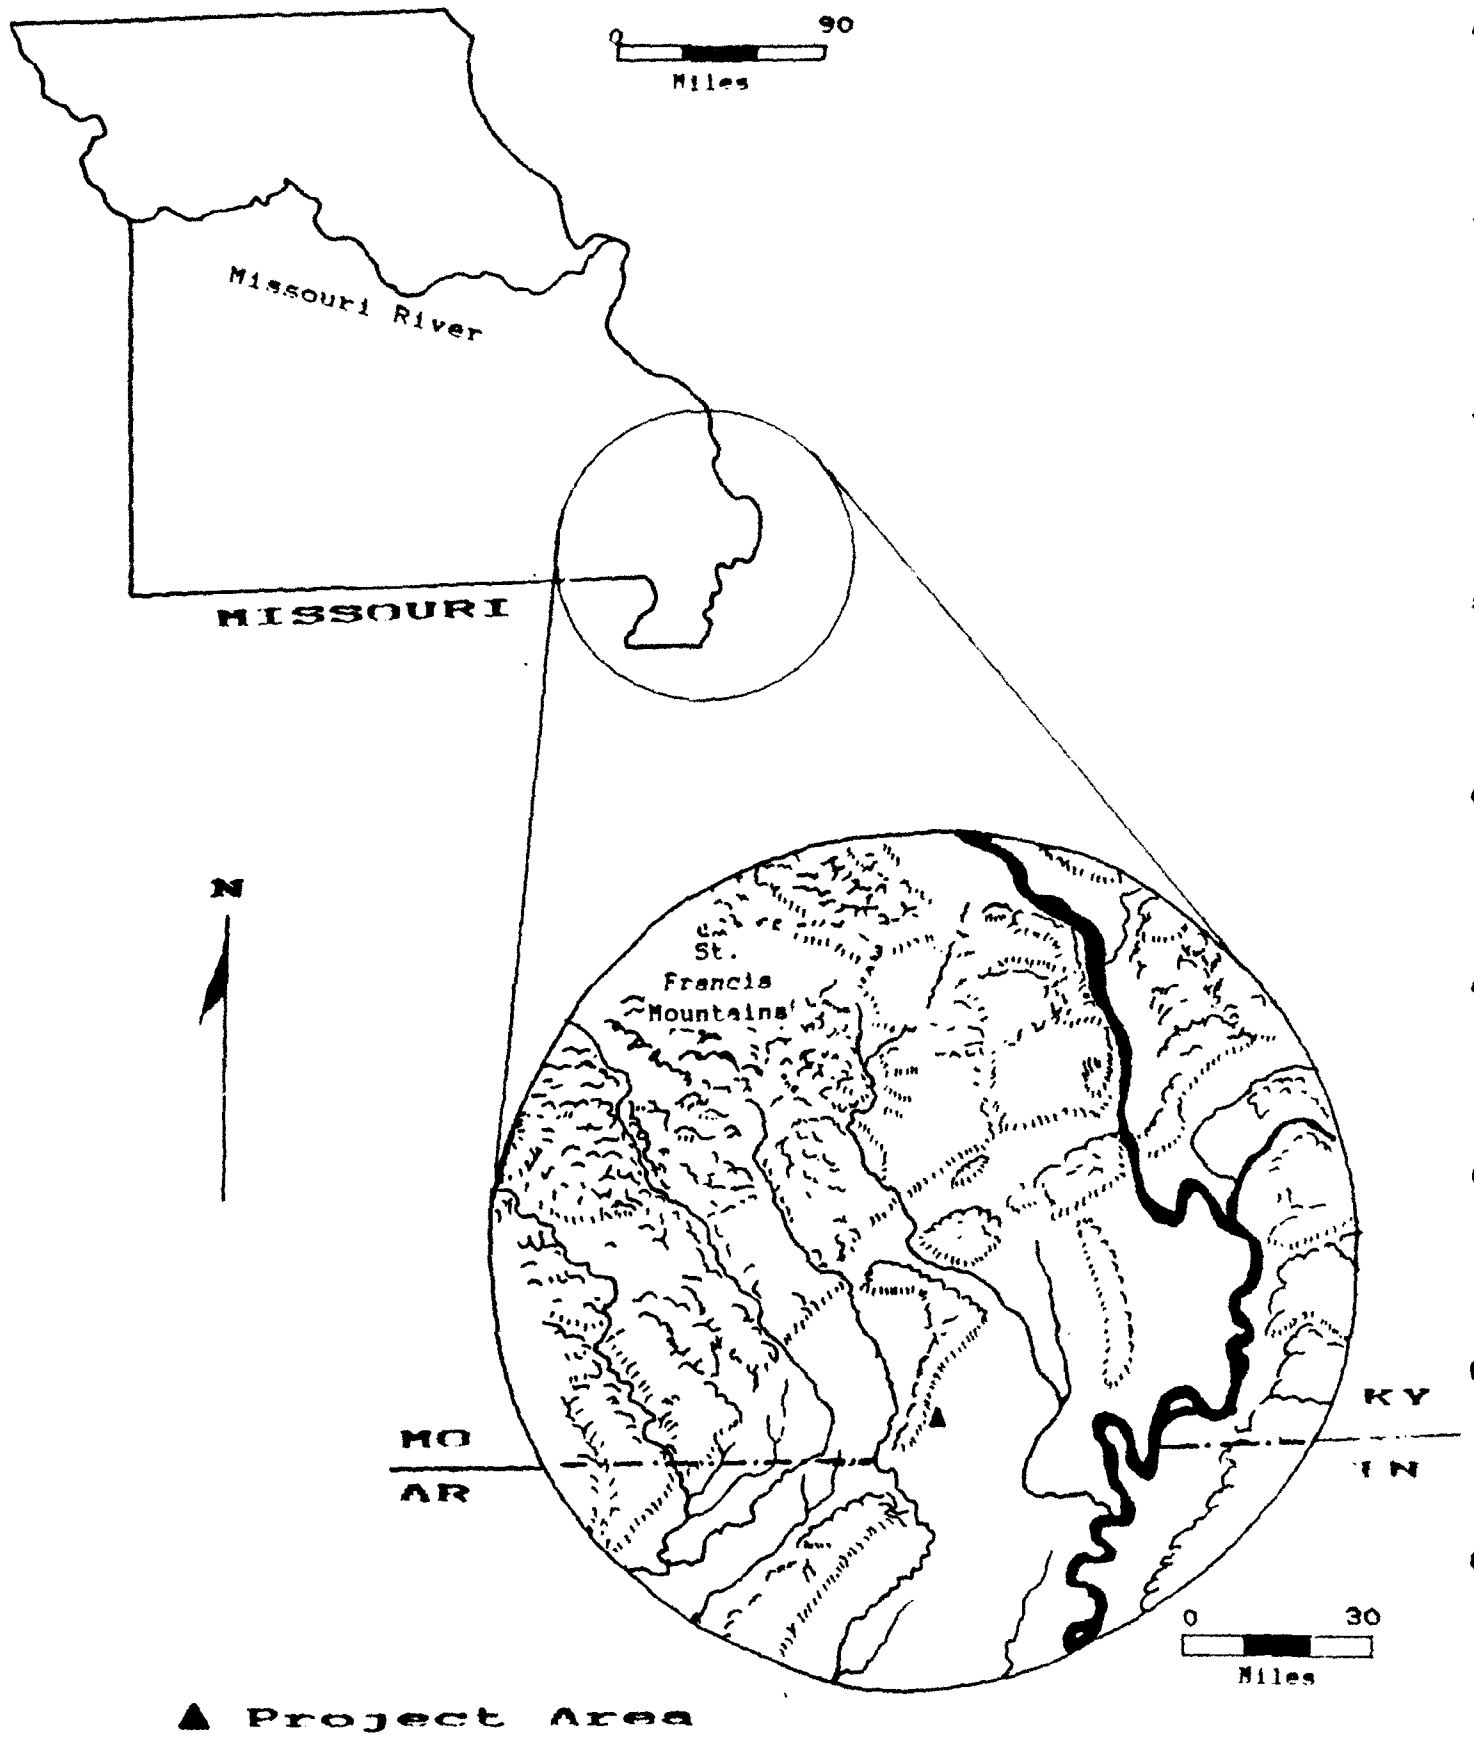 0 90
Miles
Missouri River
MISSOURI
N
St.
Francis
Mountains
MO
AR
KY
TN
0 30
Miles
▲ Project Area